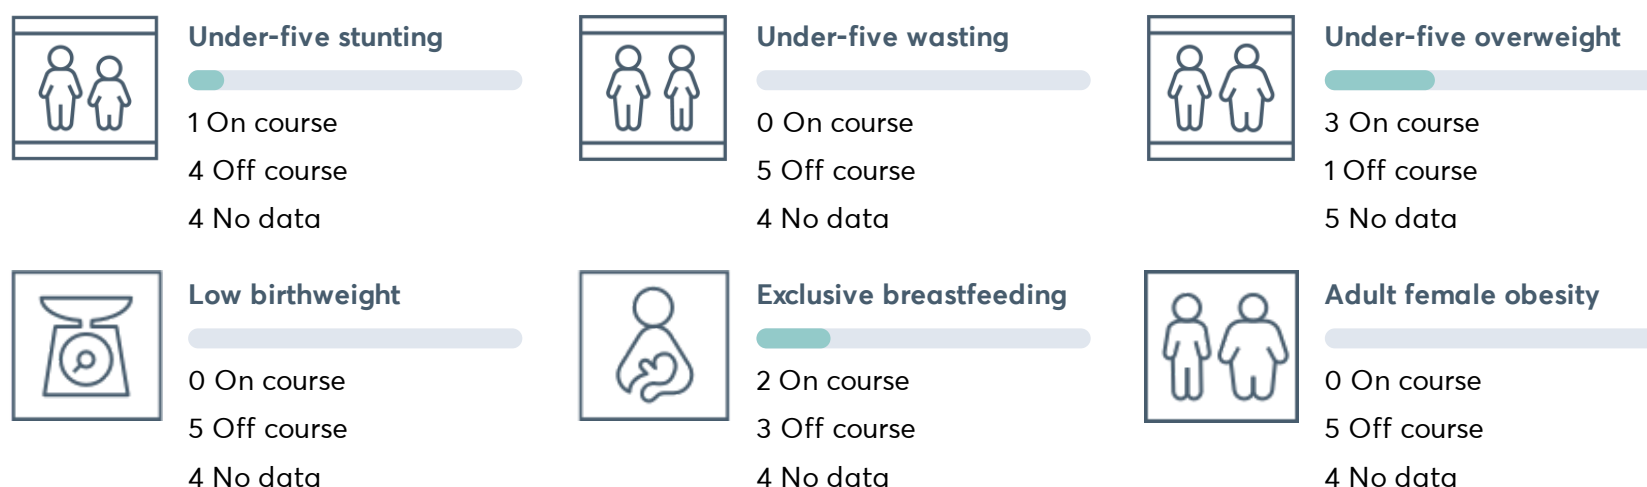 Under-five stunting
1 On course
4 Off course
4 No data
Under-five wasting
0 On course
5 Off course
4 No data
Under-five overweight
3 On course
1 Off course
5 No data
Low birthweight
0 On course
5 Off course
4 No data
Exclusive breastfeeding
2 On course
3 Off course
4 No data
Adult female obesity
0 On course
5 Off course
4 No data